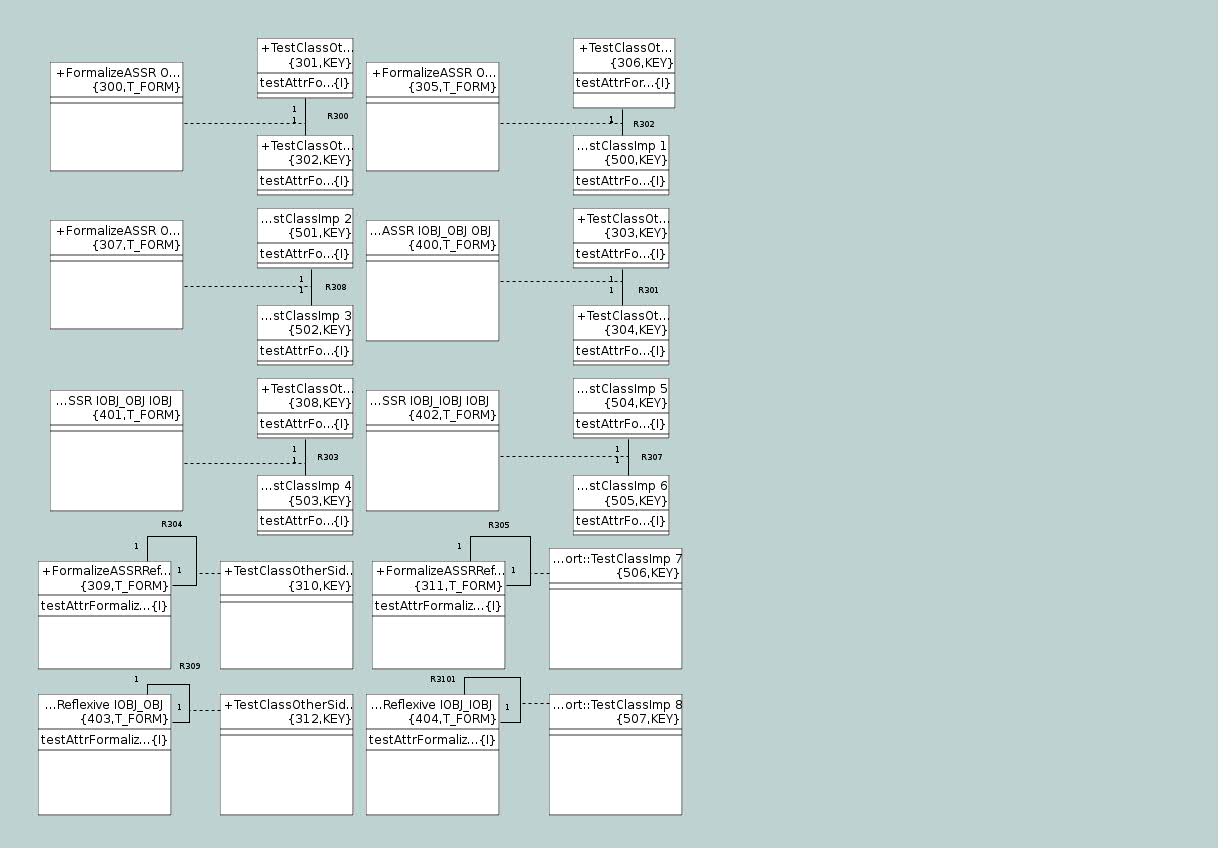 +FormalizeASSR O...
{300,T_FORM}
+TestClassOt...
{301,KEY}
testAttrFo...{I}
1
1
R300
+TestClassOt...
{302,KEY}
testAttrFo...{I}
+FormalizeASSR O...
{305,T_FORM}
+TestClassOt...
{306,KEY}
testAttrFor...{I}
1
R302
...stClassImp 1
{500,KEY}
testAttrFo...{I}
+FormalizeASSR O...
{307,T_FORM}
...stClassImp 2
{501,KEY}
testAttrFo...{I}
1
1
R308
...stClassImp 3
{502,KEY}
testAttrFo...{I}
...ASSR IOBJ_OBJ OBJ
{400,T_FORM}
+TestClassOt...
{303,KEY}
testAttrFo...{I}
1
1
R301
+TestClassOt...
{304,KEY}
testAttrFo...{I}
...SSR IOBJ_OBJ IOBJ
{401,T_FORM}
+TestClassOt...
{308,KEY}
testAttrFo...{I}
1
1
R303
...stClassImp 4
{503,KEY}
testAttrFo...{I}
...SSR IOBJ_IOBJ IOBJ
{402,T_FORM}
...stClassImp 5
{504,KEY}
testAttrFo...{I}
1
1
R307
...stClassImp 6
{505,KEY}
testAttrFo...{I}
R304
1
+FormalizeASSRRef...
{309,T_FORM}
testAttrFormaliz...{I}
1
+TestClassOtherSid...
{310,KEY}
R305
1
+FormalizeASSRRef...
{311,T_FORM}
testAttrFormaliz...{I}
1
...ort::TestClassImp 7
{506,KEY}
R309
1
...Reflexive IOBJ_OBJ
{403,T_FORM}
testAttrFormaliz...{I}
1
+TestClassOtherSid...
{312,KEY}
R3101
...Reflexive IOBJ_IOBJ
{404,T_FORM}
testAttrFormaliz...{I}
1
...ort::TestClassImp 8
{507,KEY}